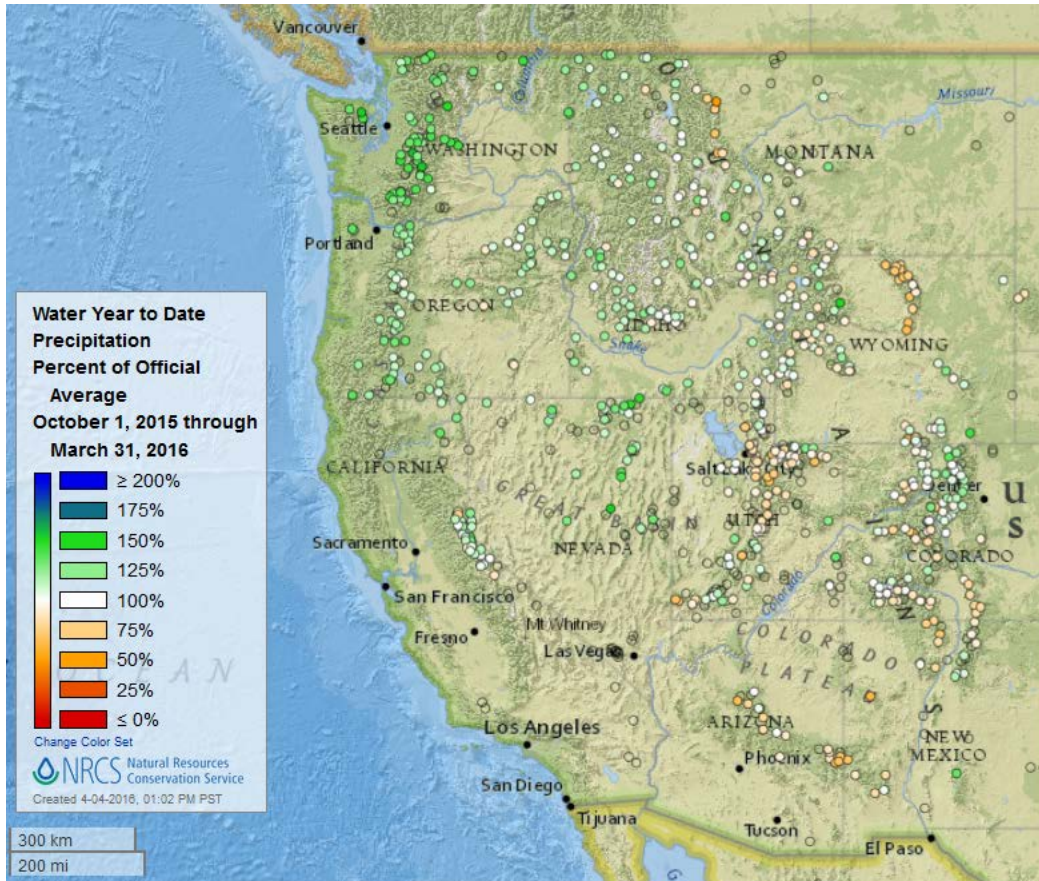 Vancouver
Columbia
Missouri
Seattle
WASHINGTON
MONTANA
Portland
OREGON
IDAHO
Snake
WYOMING
Water Year to Date
Precipitation
Percent of Official
Average
October 1, 2015 through
March 31, 2016
≥ 200%
175%
150%
125%
100%
75%
50%
25%
≤ 0%
Change Color Set
NRCS Natural Resources
Conservation Service
Created 4-04-2016, 01:02 PM PST
CALIFORNIA
Salt Lake City
Denver
U
S
GREAT BASIN
UTAH
NEVADA
COLORADO
Sacramento
San Francisco
Colorado
Fresno
Mt Whitney
Las Vegas
COLORADO
PLATEAU
OCEAN
ARIZONA
NEW
MEXICO
Los Angeles
Phoenix
San Diego
Tijuana
Tucson
El Paso
G
300 km
200 mi